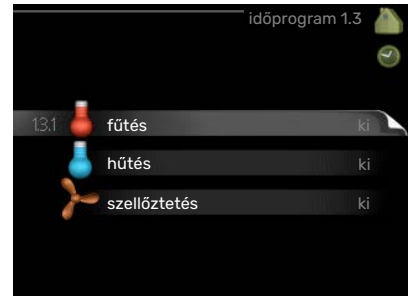 időprogram 1.3
1.3.1 fűtés ki
hűtés ki
szellőztetés ki